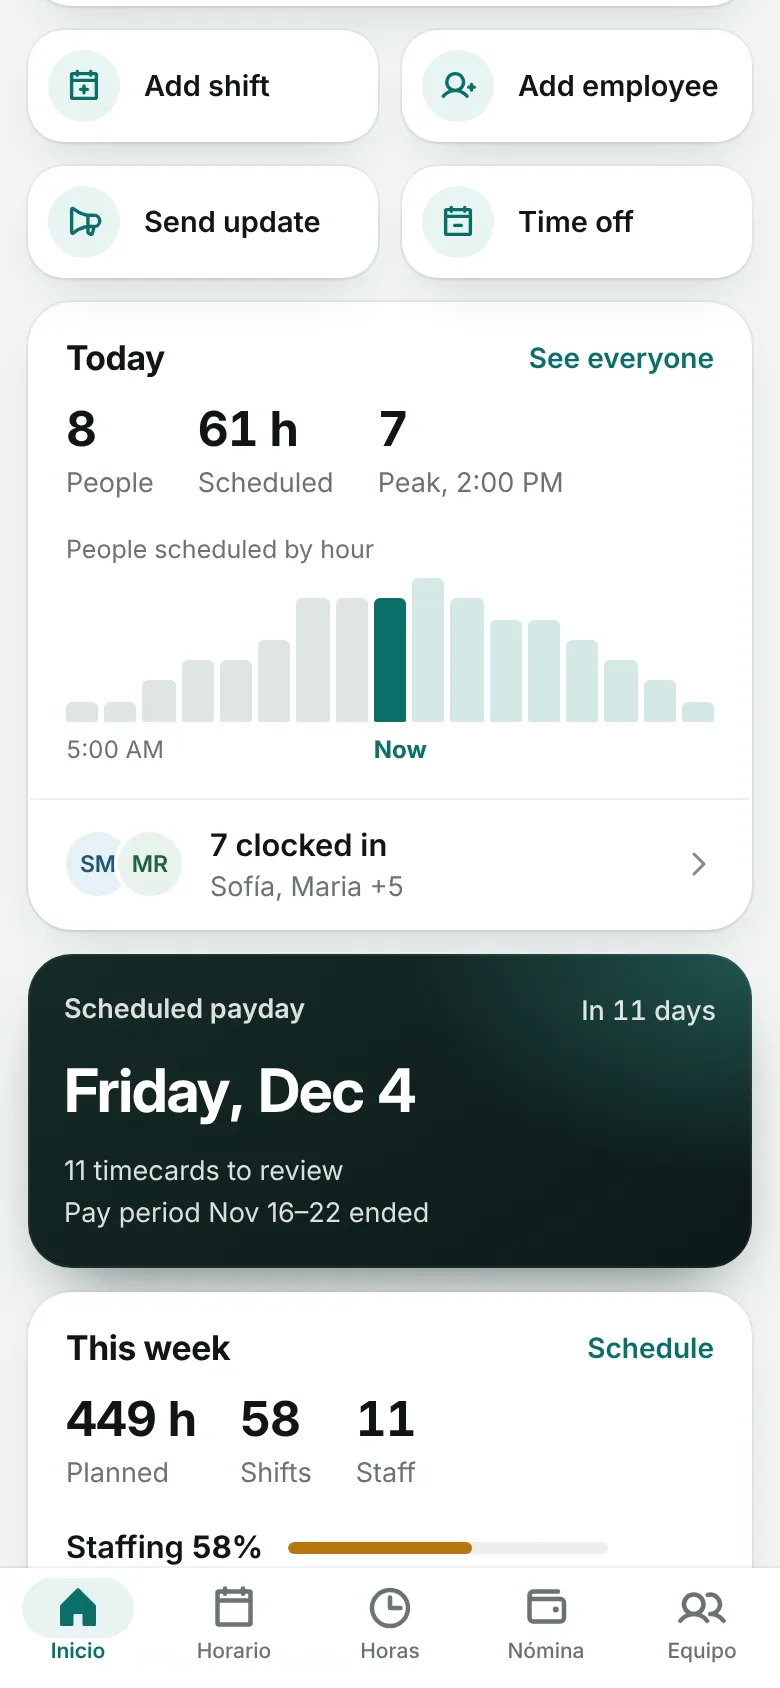 Add shift
Add employee
Send update
Time off
Today
See everyone
8
61 h
7
People
Scheduled
Peak, 2:00 PM
People scheduled by hour
5:00 AM
Now
SM
MR
7 clocked in
Sofía, Maria +5
Scheduled payday
In 11 days
Friday, Dec 4
11 timecards to review
Pay period Nov 16–22 ended
This week
Schedule
449 h
58
11
Planned
Shifts
Staff
Staffing 58%
Inicio
Horario
Horas
Nómina
Equipo